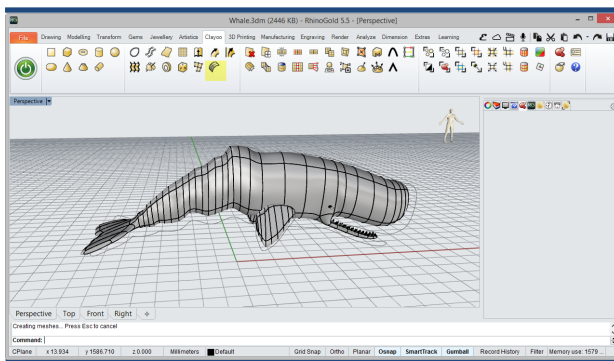 Whale.3dm (2446 KB) - RhinoGold 5.5 - [Perspective]
File Drawing Modelling Transform Gems Jewellery Artistics Clayoo 3D Printing Manufacturing Engraving Render Analyze Dimension Extras Learning
Perspective
Perspective Top Front Right
Creating meshes... Press Esc to cancel
Command:
CPlane x 13.934 y 1586.710 z 0.000 Millimeters Default Grid Snap Ortho Planar Osnap SmartTrack Gumball Record History Filter Memory use: 1579 ...